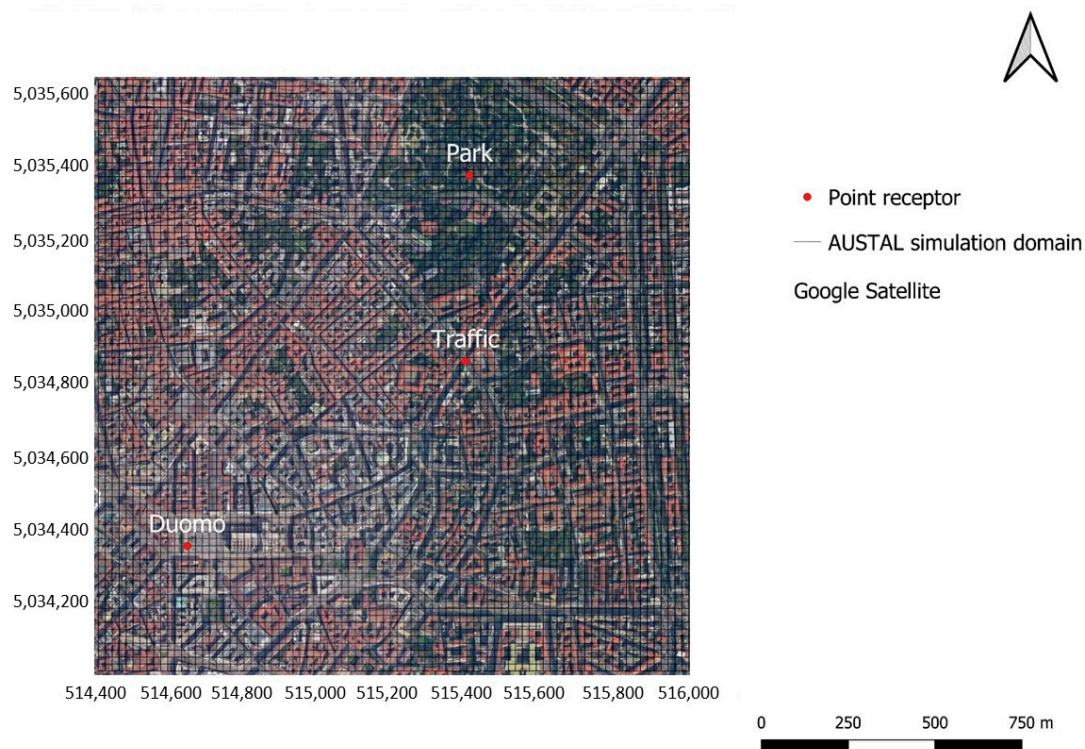 5,035,600
5,035,400
5,035,200
5,035,000
5,034,800
5,034,600
5,034,400
5,034,200
Park
Traffic
Duomo
514,400 514,600 514,800 515,000 515,200 515,400 515,600 515,800 516,000
Point receptor
AUSTAL simulation domain
Google Satellite
0 250 500 750 m